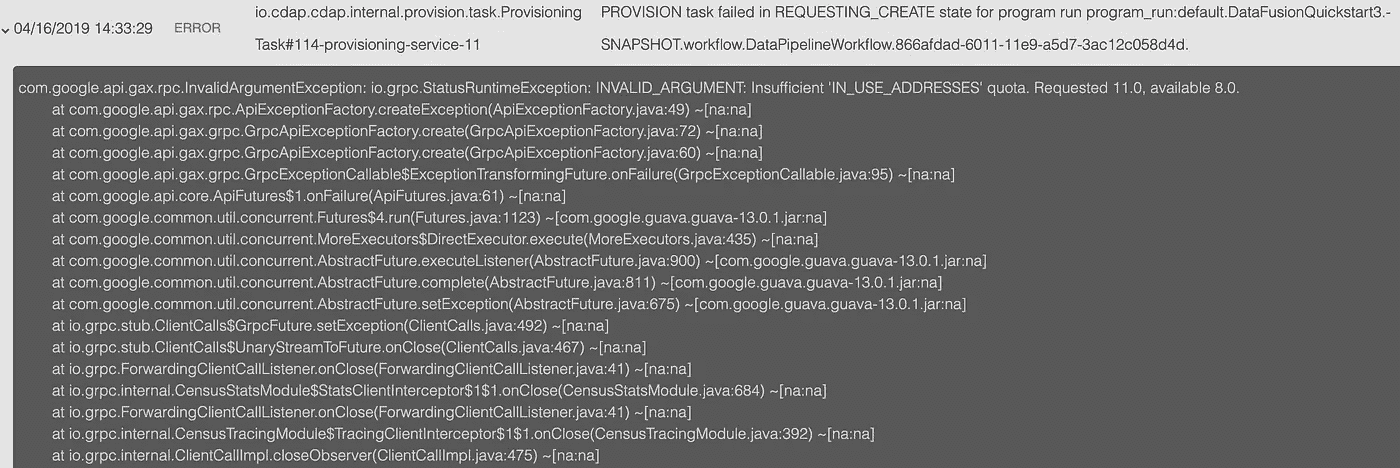 04/16/2019 14:33:29 ERROR io.cdap.cdap.internal.provision.task.Provisioning PROVISION task failed in REQUESTING_CREATE state for program run program_run:default.DataFusionQuickstart3.-
Task#114-provisioning-service-11 SNAPSHOT.workflow.DataPipelineWorkflow.866afdad-6011-11e9-a5d7-3ac12c058d4d.
com.google.api.gax.rpc.InvalidArgumentException: io.grpc.StatusRuntimeException: INVALID_ARGUMENT: Insufficient 'IN_USE_ADDRESSES' quota. Requested 11.0, available 8.0.
at com.google.api.gax.rpc.ApiExceptionFactory.createException(ApiExceptionFactory.java:49) ~[na:na]
at com.google.api.gax.grpc.GrpcApiExceptionFactory.create(GrpcApiExceptionFactory.java:72) ~[na:na]
at com.google.api.gax.grpc.GrpcApiExceptionFactory.create(GrpcApiExceptionFactory.java:60) ~[na:na]
at com.google.api.gax.grpc.GrpcExceptionCallable$ExceptionTransformingFuture.onFailure(GrpcExceptionCallable.java:95) ~[na:na]
at com.google.api.core.ApiFutures$1.onFailure(ApiFutures.java:61) ~[na:na]
at com.google.common.util.concurrent.Futures$4.run(Futures.java:1123) ~[com.google.guava.guava-13.0.1.jar:na]
at com.google.common.util.concurrent.MoreExecutors$DirectExecutor.execute(MoreExecutors.java:435) ~[na:na]
at com.google.common.util.concurrent.AbstractFuture.executeListener(AbstractFuture.java:900) ~[com.google.guava.guava-13.0.1.jar:na]
at com.google.common.util.concurrent.AbstractFuture.complete(AbstractFuture.java:811) ~[com.google.guava.guava-13.0.1.jar:na]
at com.google.common.util.concurrent.AbstractFuture.setException(AbstractFuture.java:675) ~[com.google.guava.guava-13.0.1.jar:na]
at io.grpc.stub.ClientCalls$GrpcFuture.setException(ClientCalls.java:492) ~[na:na]
at io.grpc.stub.ClientCalls$UnaryStreamToFuture.onClose(ClientCalls.java:467) ~[na:na]
at io.grpc.ForwardingClientCallListener.onClose(ForwardingClientCallListener.java:41) ~[na:na]
at io.grpc.internal.CensusStatsModule$StatsClientInterceptor$1$1.onClose(CensusStatsModule.java:684) ~[na:na]
at io.grpc.ForwardingClientCallListener.onClose(ForwardingClientCallListener.java:41) ~[na:na]
at io.grpc.internal.CensusTracingModule$TracingClientInterceptor$1$1.onClose(CensusTracingModule.java:392) ~[na:na]
at io.grpc.internal.ClientCallImpl.closeObserver(ClientCallImpl.java:475) ~[na:na]